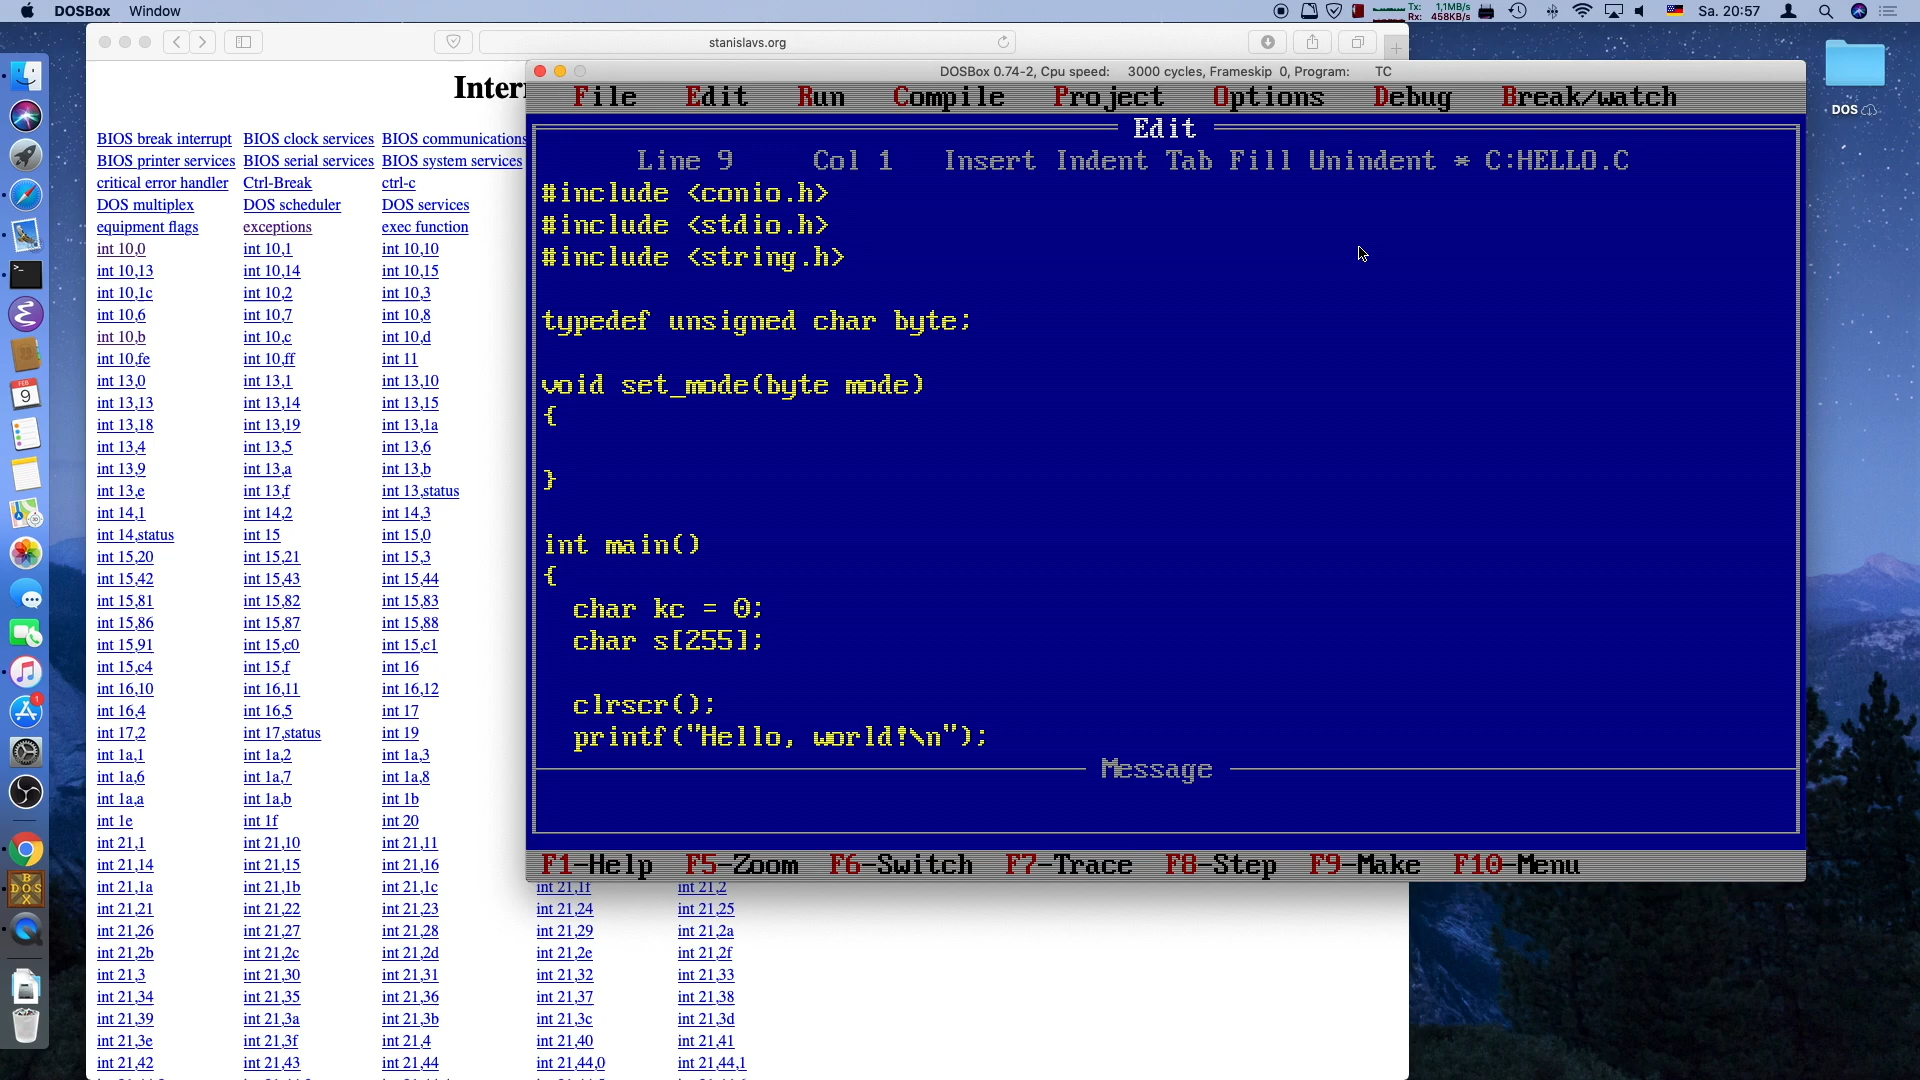 DOSBox Window
Tx: 1,1MB/s
Rx: 458KB/s
Sa. 20:57
stanislavs.org
DOSBox 0.74-2, Cpu speed: 3000 cycles, Frameskip 0, Program: TC
File Edit Run Compile Project Options Debug Break/watch
Edit
Line 9 Col 1 Insert Indent Tab Fill Unindent * C:HELLO.C
#include <conio.h>
#include <stdio.h>
#include <string.h>
typedef unsigned char byte;
void set_mode(byte mode)
{
}
int main()
{
char kc = 0;
char s[255];
clrscr();
printf("Hello, world!\n");
Message
F1-Help F5-Zoom F6-Switch F7-Trace F8-Step F9-Make F10-Menu
DOS
FEB
9
1
BIOS break interrupt BIOS clock services BIOS communications
BIOS printer services BIOS serial services BIOS system services
critical error handler Ctrl-Break ctrl-c
DOS multiplex DOS scheduler DOS services
equipment flags exceptions exec function
int 10,0 int 10,1 int 10,10
int 10,13 int 10,14 int 10,15
int 10,1c int 10,2 int 10,3
int 10,6 int 10,7 int 10,8
int 10,b int 10,c int 10,d
int 10,fe int 10,ff int 11
int 13,0 int 13,1 int 13,10
int 13,13 int 13,14 int 13,15
int 13,18 int 13,19 int 13,1a
int 13,4 int 13,5 int 13,6
int 13,9 int 13,a int 13,b
int 13,e int 13,f int 13,status
int 14,1 int 14,2 int 14,3
int 14,status int 15 int 15,0
int 15,20 int 15,21 int 15,3
int 15,42 int 15,43 int 15,44
int 15,81 int 15,82 int 15,83
int 15,86 int 15,87 int 15,88
int 15,91 int 15,c0 int 15,c1
int 15,c4 int 15,f int 16
int 16,10 int 16,11 int 16,12
int 16,4 int 16,5 int 17
int 17,2 int 17,status int 19
int 1a,1 int 1a,2 int 1a,3
int 1a,6 int 1a,7 int 1a,8
int 1a,a int 1a,b int 1b
int 1e int 1f int 20
int 21,1 int 21,10 int 21,11
int 21,14 int 21,15 int 21,16
int 21,1a int 21,1b int 21,1c int 21,1f int 21,2
int 21,21 int 21,22 int 21,23 int 21,24 int 21,25
int 21,26 int 21,27 int 21,28 int 21,29 int 21,2a
int 21,2b int 21,2c int 21,2d int 21,2e int 21,2f
int 21,3 int 21,30 int 21,31 int 21,32 int 21,33
int 21,34 int 21,35 int 21,36 int 21,37 int 21,38
int 21,39 int 21,3a int 21,3b int 21,3c int 21,3d
int 21,3e int 21,3f int 21,4 int 21,40 int 21,41
int 21,42 int 21,43 int 21,44 int 21,44,0 int 21,44,1